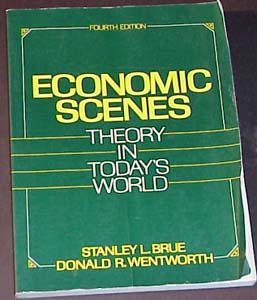 FOURTH EDITION
ECONOMIC
SCENES
THEORY
IN
TODAY'S
WORLD
STANLEY L. BRUE
DONALD R. WENTWORTH